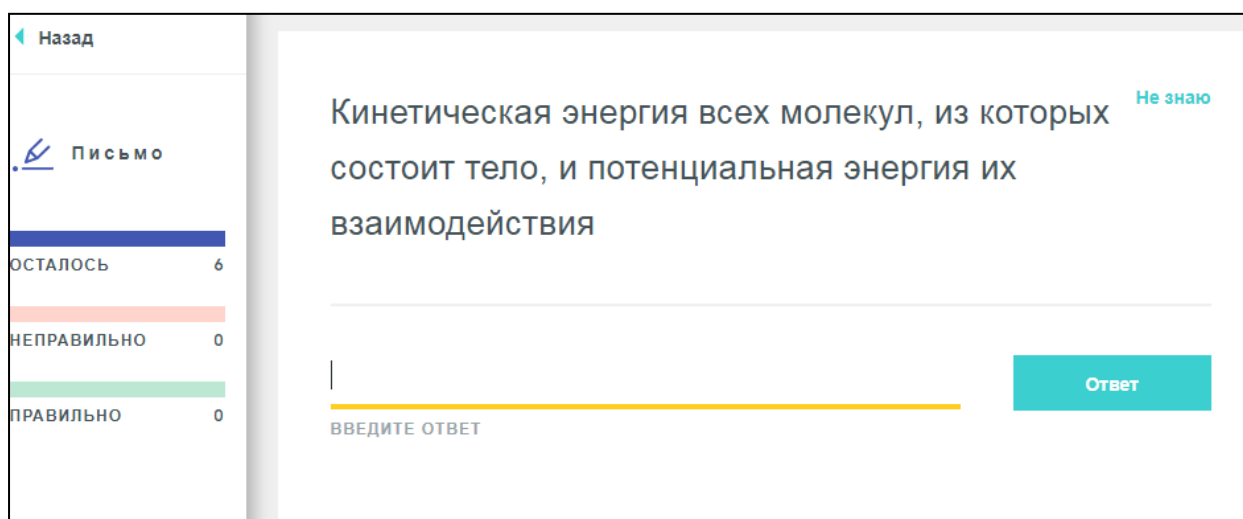 Назад
Письмо
ОСТАЛОСЬ 6
НЕПРАВИЛЬНО 0
ПРАВИЛЬНО 0
Кинетическая энергия всех молекул, из которых
состоит тело, и потенциальная энергия их
взаимодействия
Не знаю
Ответ
ВВЕДИТЕ ОТВЕТ